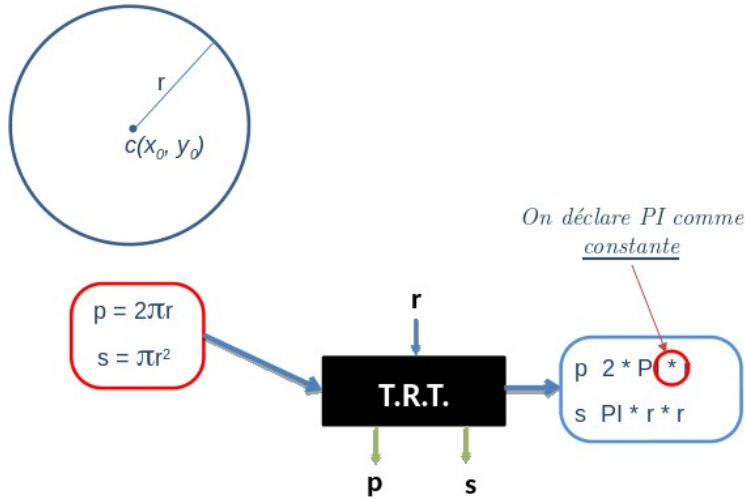 r
c(x₀, y₀)
On déclare PI comme
constante
p = 2πr
s = πr²
r
T.R.T.
p 2 * PI * r
s PI * r * r
p
s